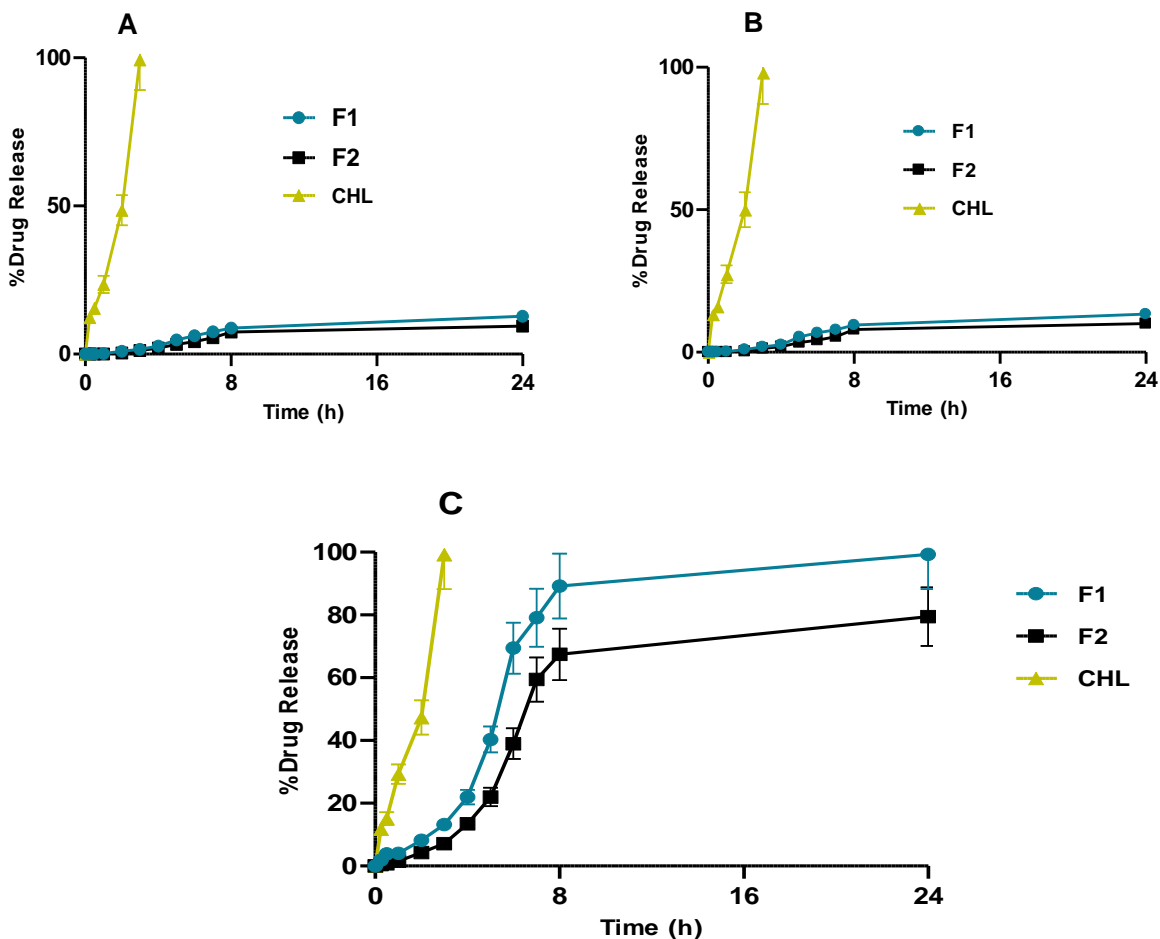 A
%Drug Release
100
50
0
0 8 16 24
Time (h)
F1
F2
CHL
B
%Drug Release
100
50
0
0 8 16 24
Time (h)
F1
F2
CHL
C
%Drug Release
100
80
60
40
20
0
0 8 16 24
Time (h)
F1
F2
CHL